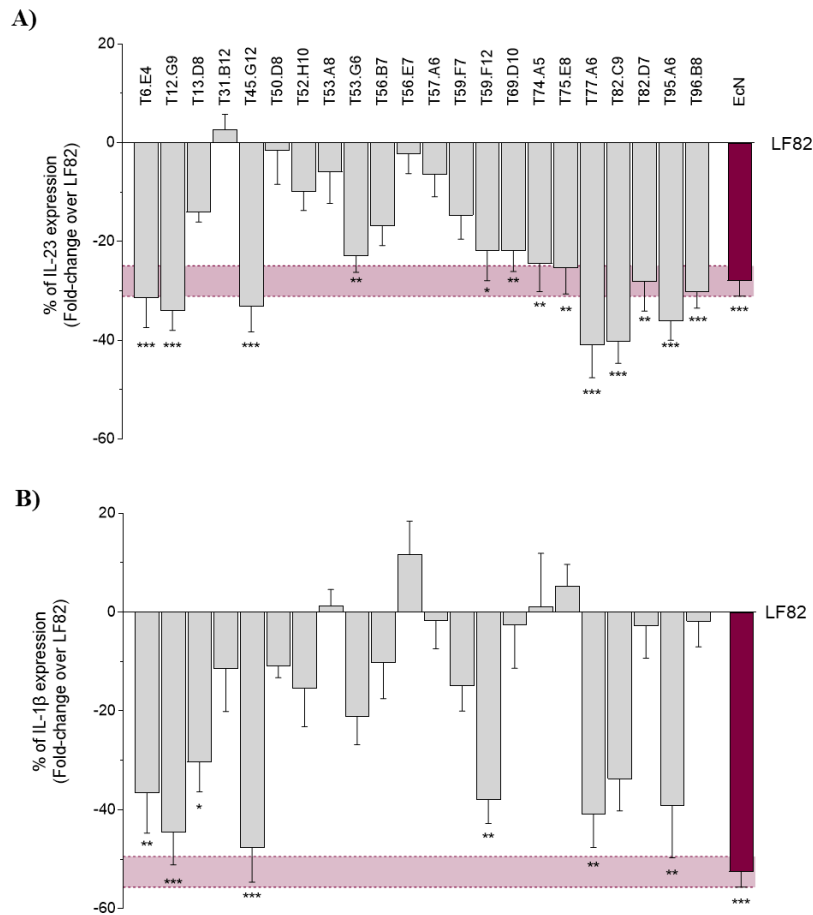 A)
% of IL-23 expression
(Fold-change over LF82)
20
0
-20
-40
-60
T6.E4
T12.G9
T13.D8
T31.B12
T45.G12
T50.D8
T52.H10
T53.A8
T53.G6
T56.B7
T56.E7
T57.A6
T59.F7
T59.F12
T69.D10
T74.A5
T75.E8
T77.A6
T82.C9
T82.D7
T95.A6
T96.B8
EcN
LF82
***
***
***
**
*
**
**
**
***
***
**
***
***
***
B)
% of IL-1β expression
(Fold-change over LF82)
20
0
-20
-40
-60
LF82
**
***
*
***
**
**
**
***